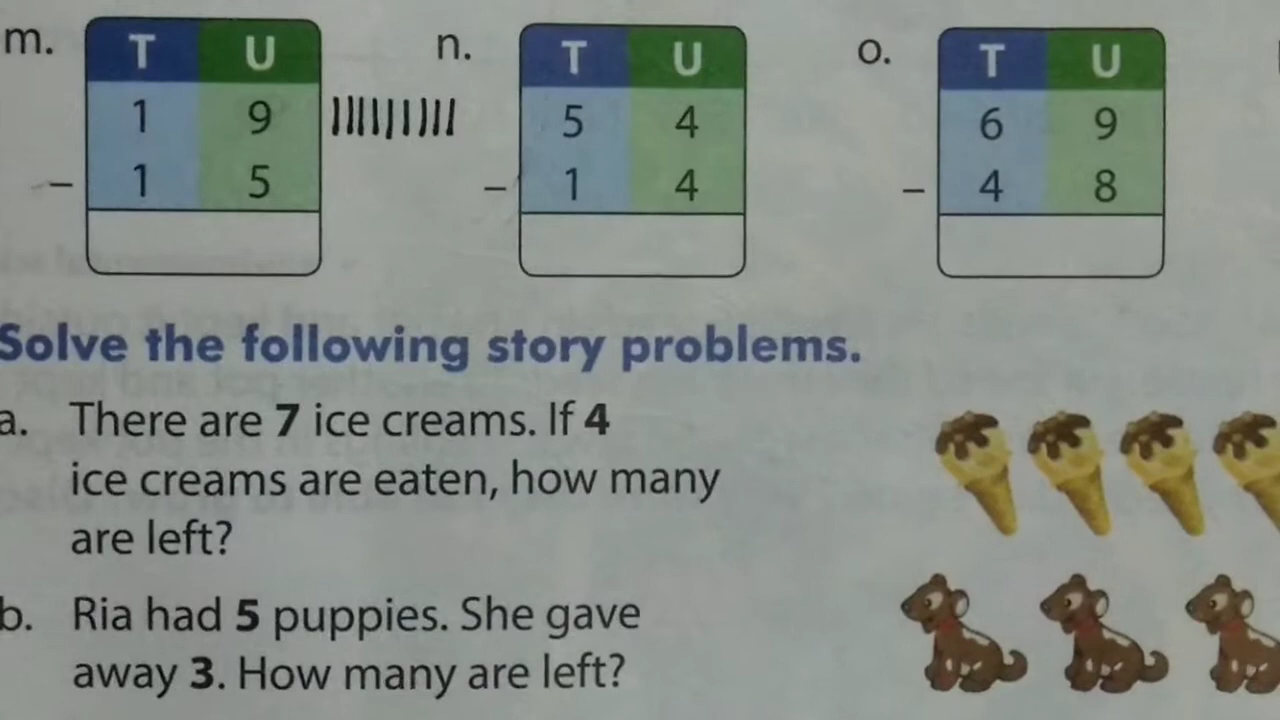 m. T U n. T U o. T U
1 9 5 4 6 9
− 1 5 − 1 4 − 4 8
Solve the following story problems.
a. There are 7 ice creams. If 4
ice creams are eaten, how many
are left?
b. Ria had 5 puppies. She gave
away 3. How many are left?